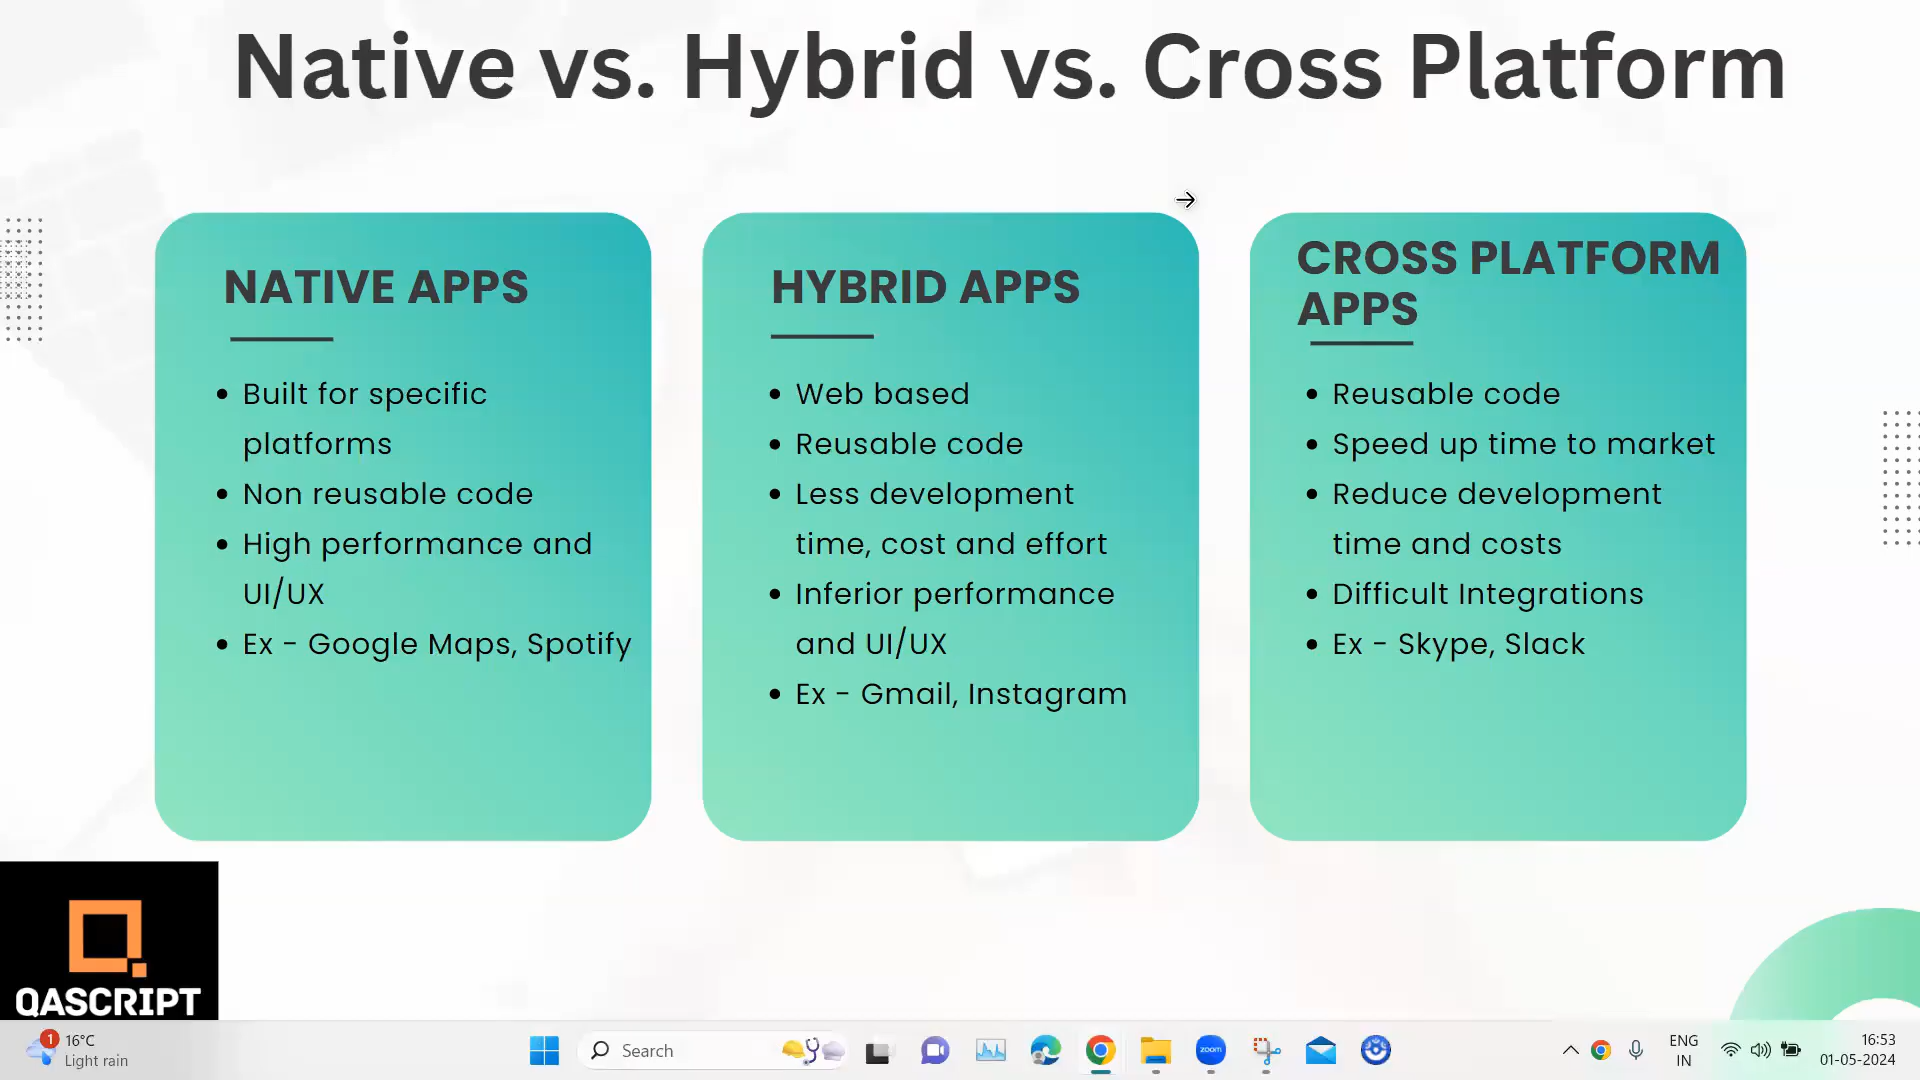 Native vs. Hybrid vs. Cross Platform
NATIVE APPS
• Built for specific
platforms
• Non reusable code
• High performance and
UI/UX
• Ex - Google Maps, Spotify
HYBRID APPS
• Web based
• Reusable code
• Less development
time, cost and effort
• Inferior performance
and UI/UX
• Ex - Gmail, Instagram
CROSS PLATFORM
APPS
• Reusable code
• Speed up time to market
• Reduce development
time and costs
• Difficult Integrations
• Ex - Skype, Slack
QASCRIPT
1
16°C
Light rain
Search
zoom
ENG
IN
16:53
01-05-2024